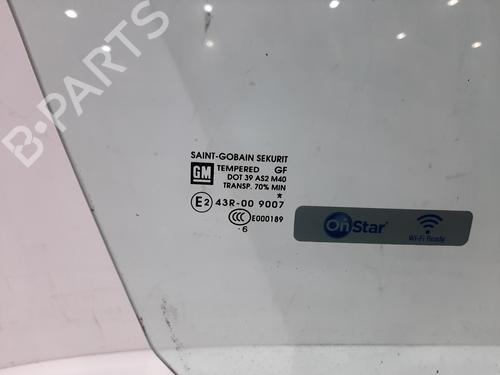 B-PARTS
SAINT-GOBAIN SEKURIT
GM TEMPERED GF
DOT 39 AS2 M40
TRANSP. 70% MIN
*
E2 43R-00 9007
CCC E000189
·6
OnStar®
Wi-Fi Ready